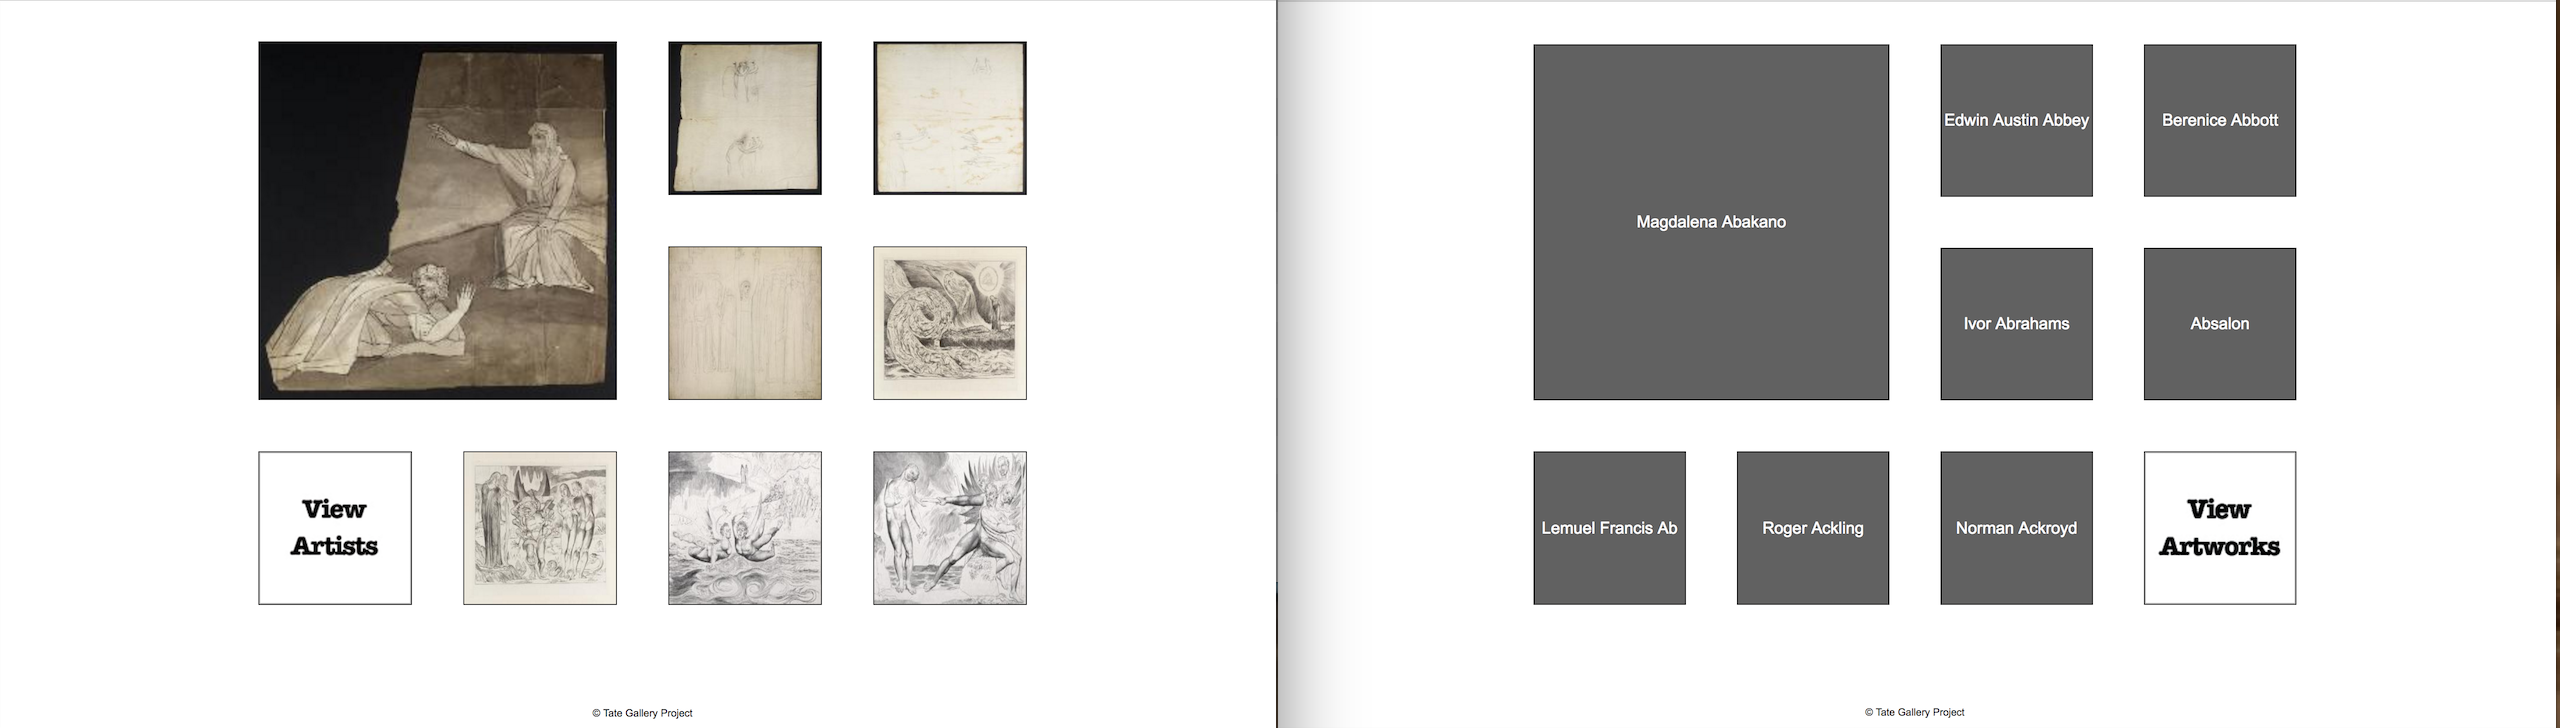 View
Artists
© Tate Gallery Project
Magdalena Abakano
Edwin Austin Abbey
Berenice Abbott
Ivor Abrahams
Absalon
Lemuel Francis Ab
Roger Ackling
Norman Ackroyd
View
Artworks
© Tate Gallery Project